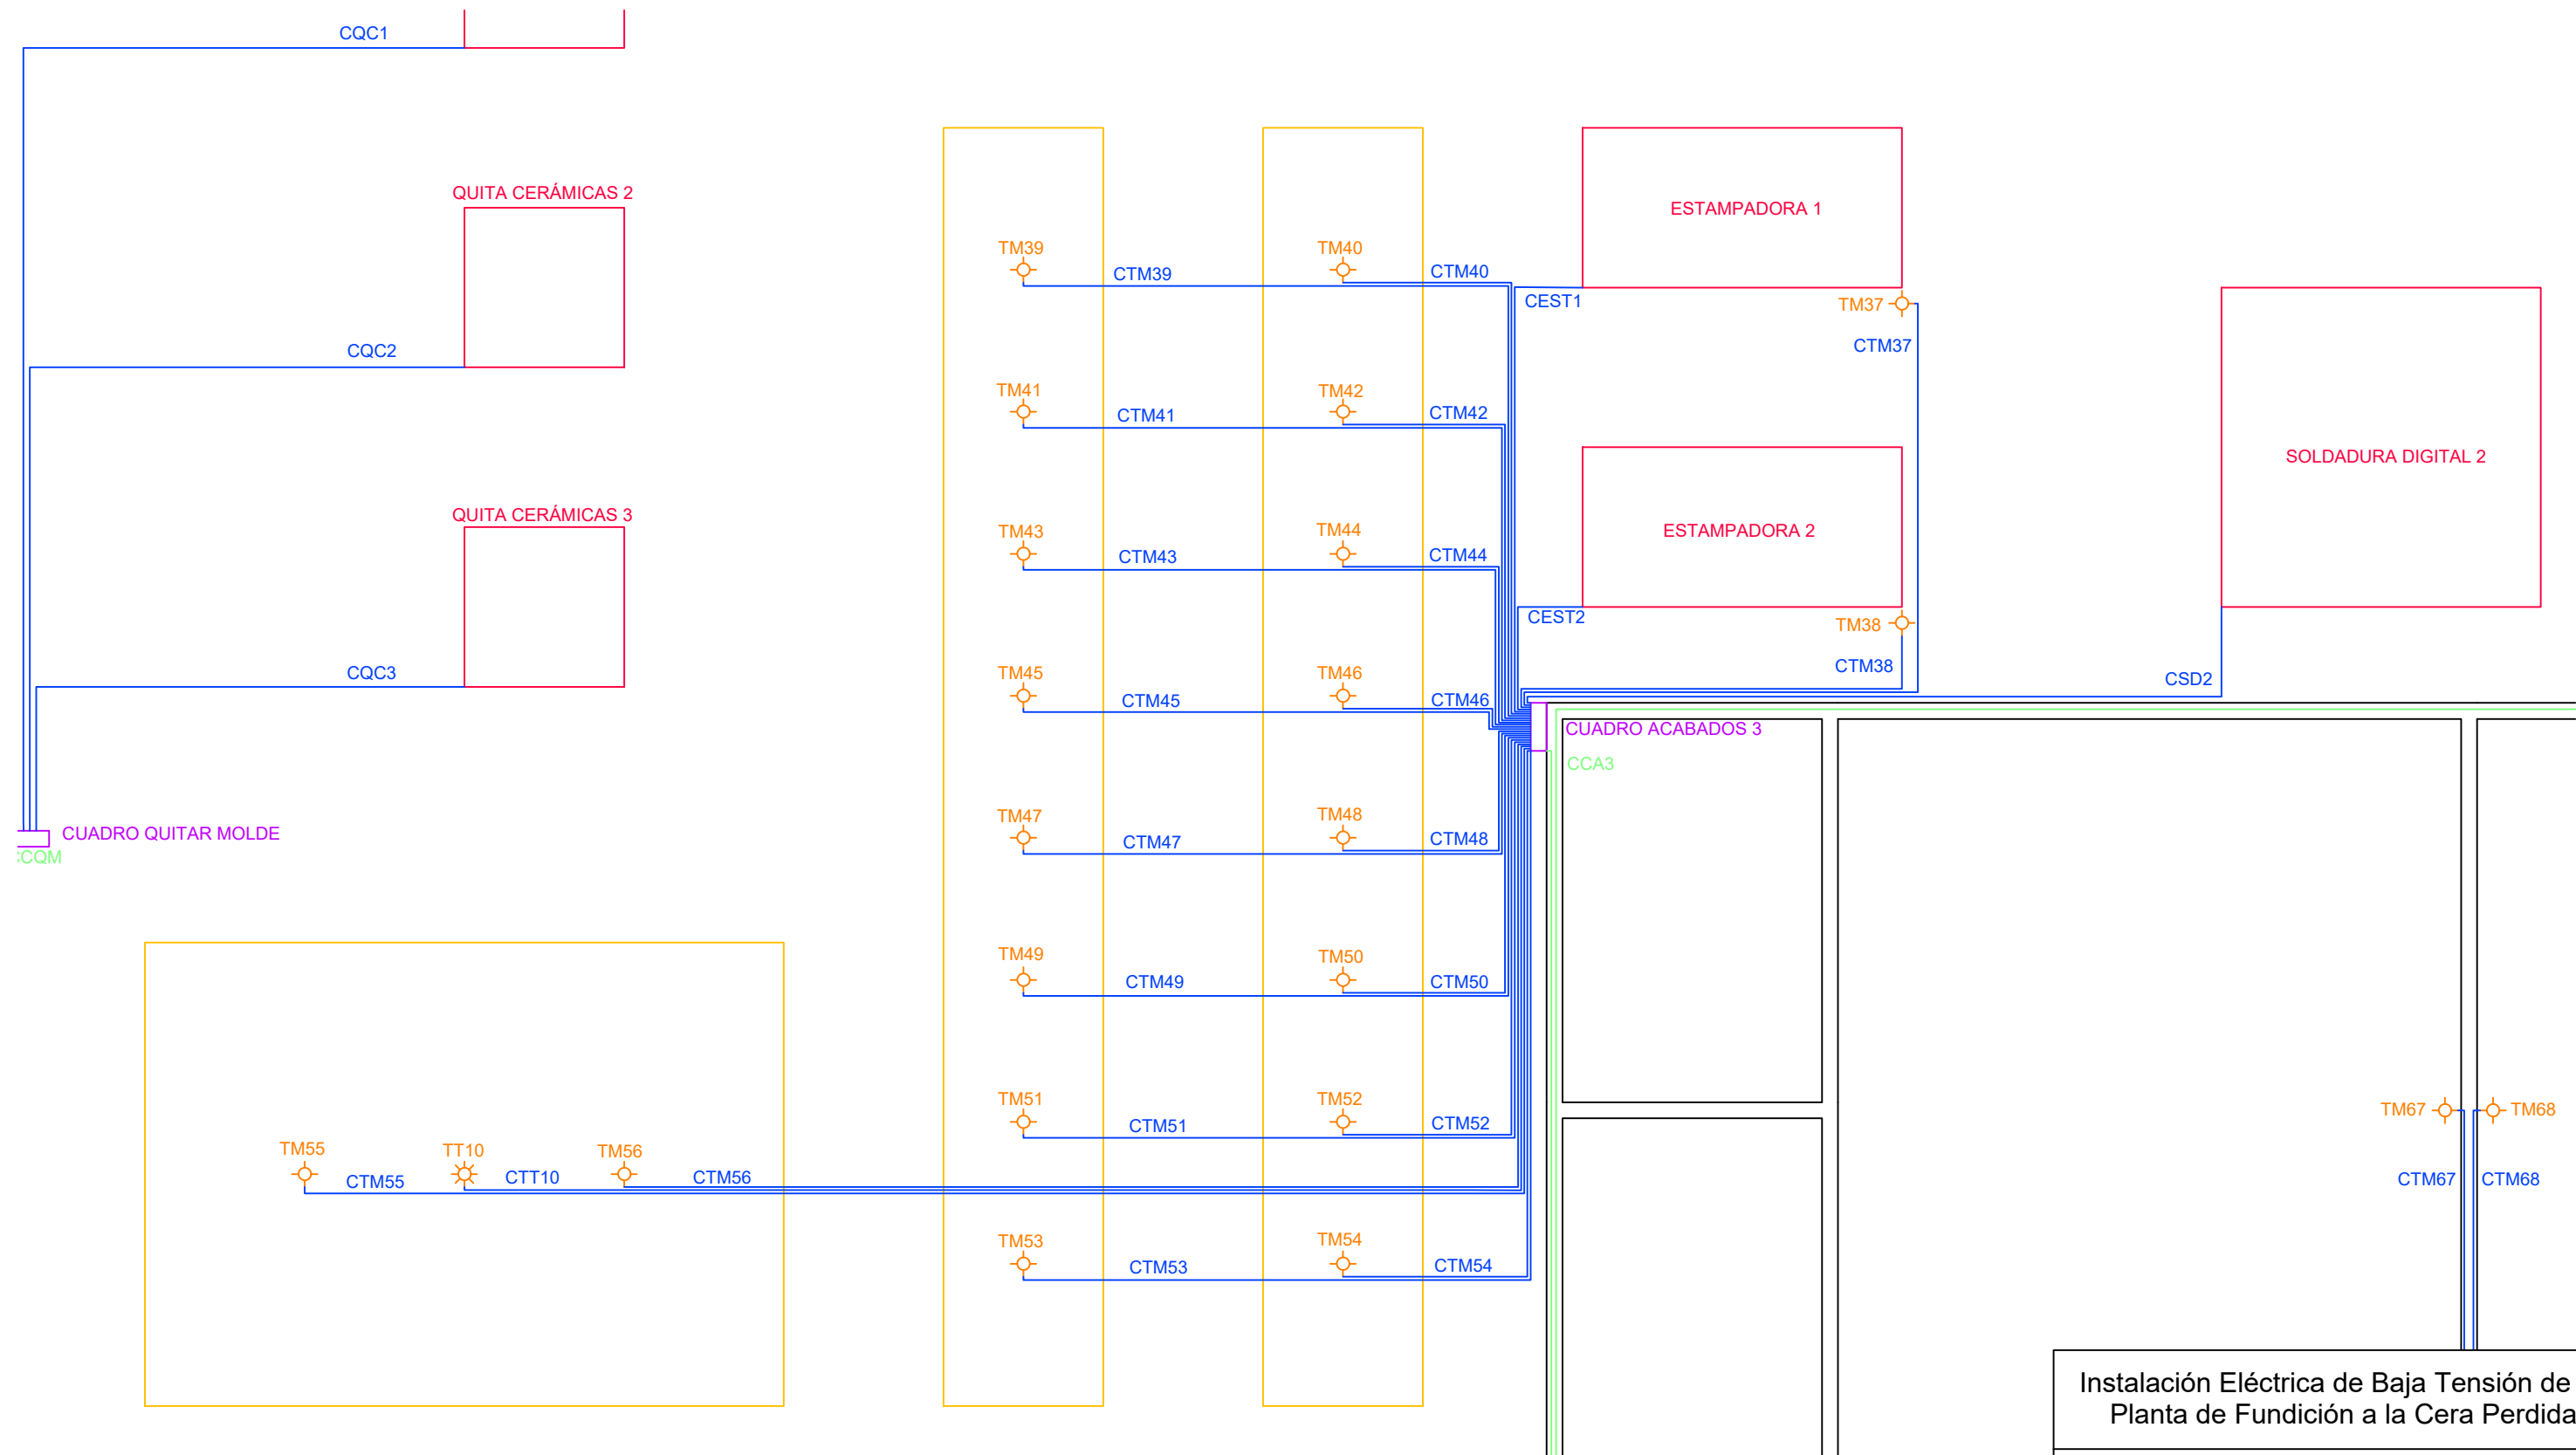 CQC1
QUITA CERÁMICAS 2
ESTAMPADORA 1
TM39
TM40
CTM39
CTM40
CEST1
TM37
CTM37
CQC2
TM41
TM42
CTM41
CTM42
SOLDADURA DIGITAL 2
QUITA CERÁMICAS 3
TM43
TM44
ESTAMPADORA 2
CTM43
CTM44
CEST2
TM38
CQC3
TM45
TM46
CTM38
CSD2
CTM45
CTM46
CUADRO ACABADOS 3
CCA3
TM47
TM48
CUADRO QUITAR MOLDE
CTM47
CTM48
CCQM
TM49
TM50
CTM49
CTM50
TM51
TM52
TM67
TM68
CTM51
CTM52
TM55
TT10
TM56
CTM55
CTT10
CTM56
CTM67
CTM68
TM53
TM54
CTM53
CTM54
Instalación Eléctrica de Baja Tensión de
Planta de Fundición a la Cera Perdida